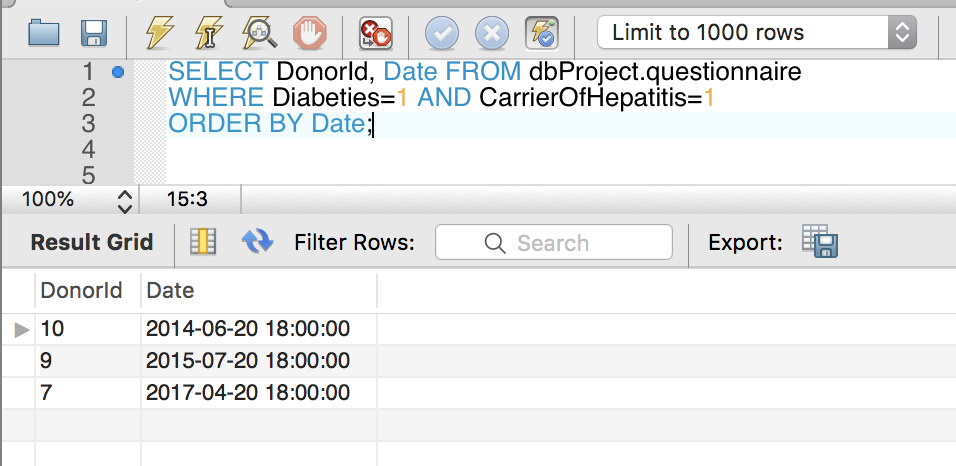 Limit to 1000 rows
1 SELECT DonorId, Date FROM dbProject.questionnaire
2 WHERE Diabeties=1 AND CarrierOfHepatitis=1
3 ORDER BY Date;
4
5
100% 15:3
Result Grid Filter Rows: Search Export:
DonorId Date
10 2014-06-20 18:00:00
9 2015-07-20 18:00:00
7 2017-04-20 18:00:00